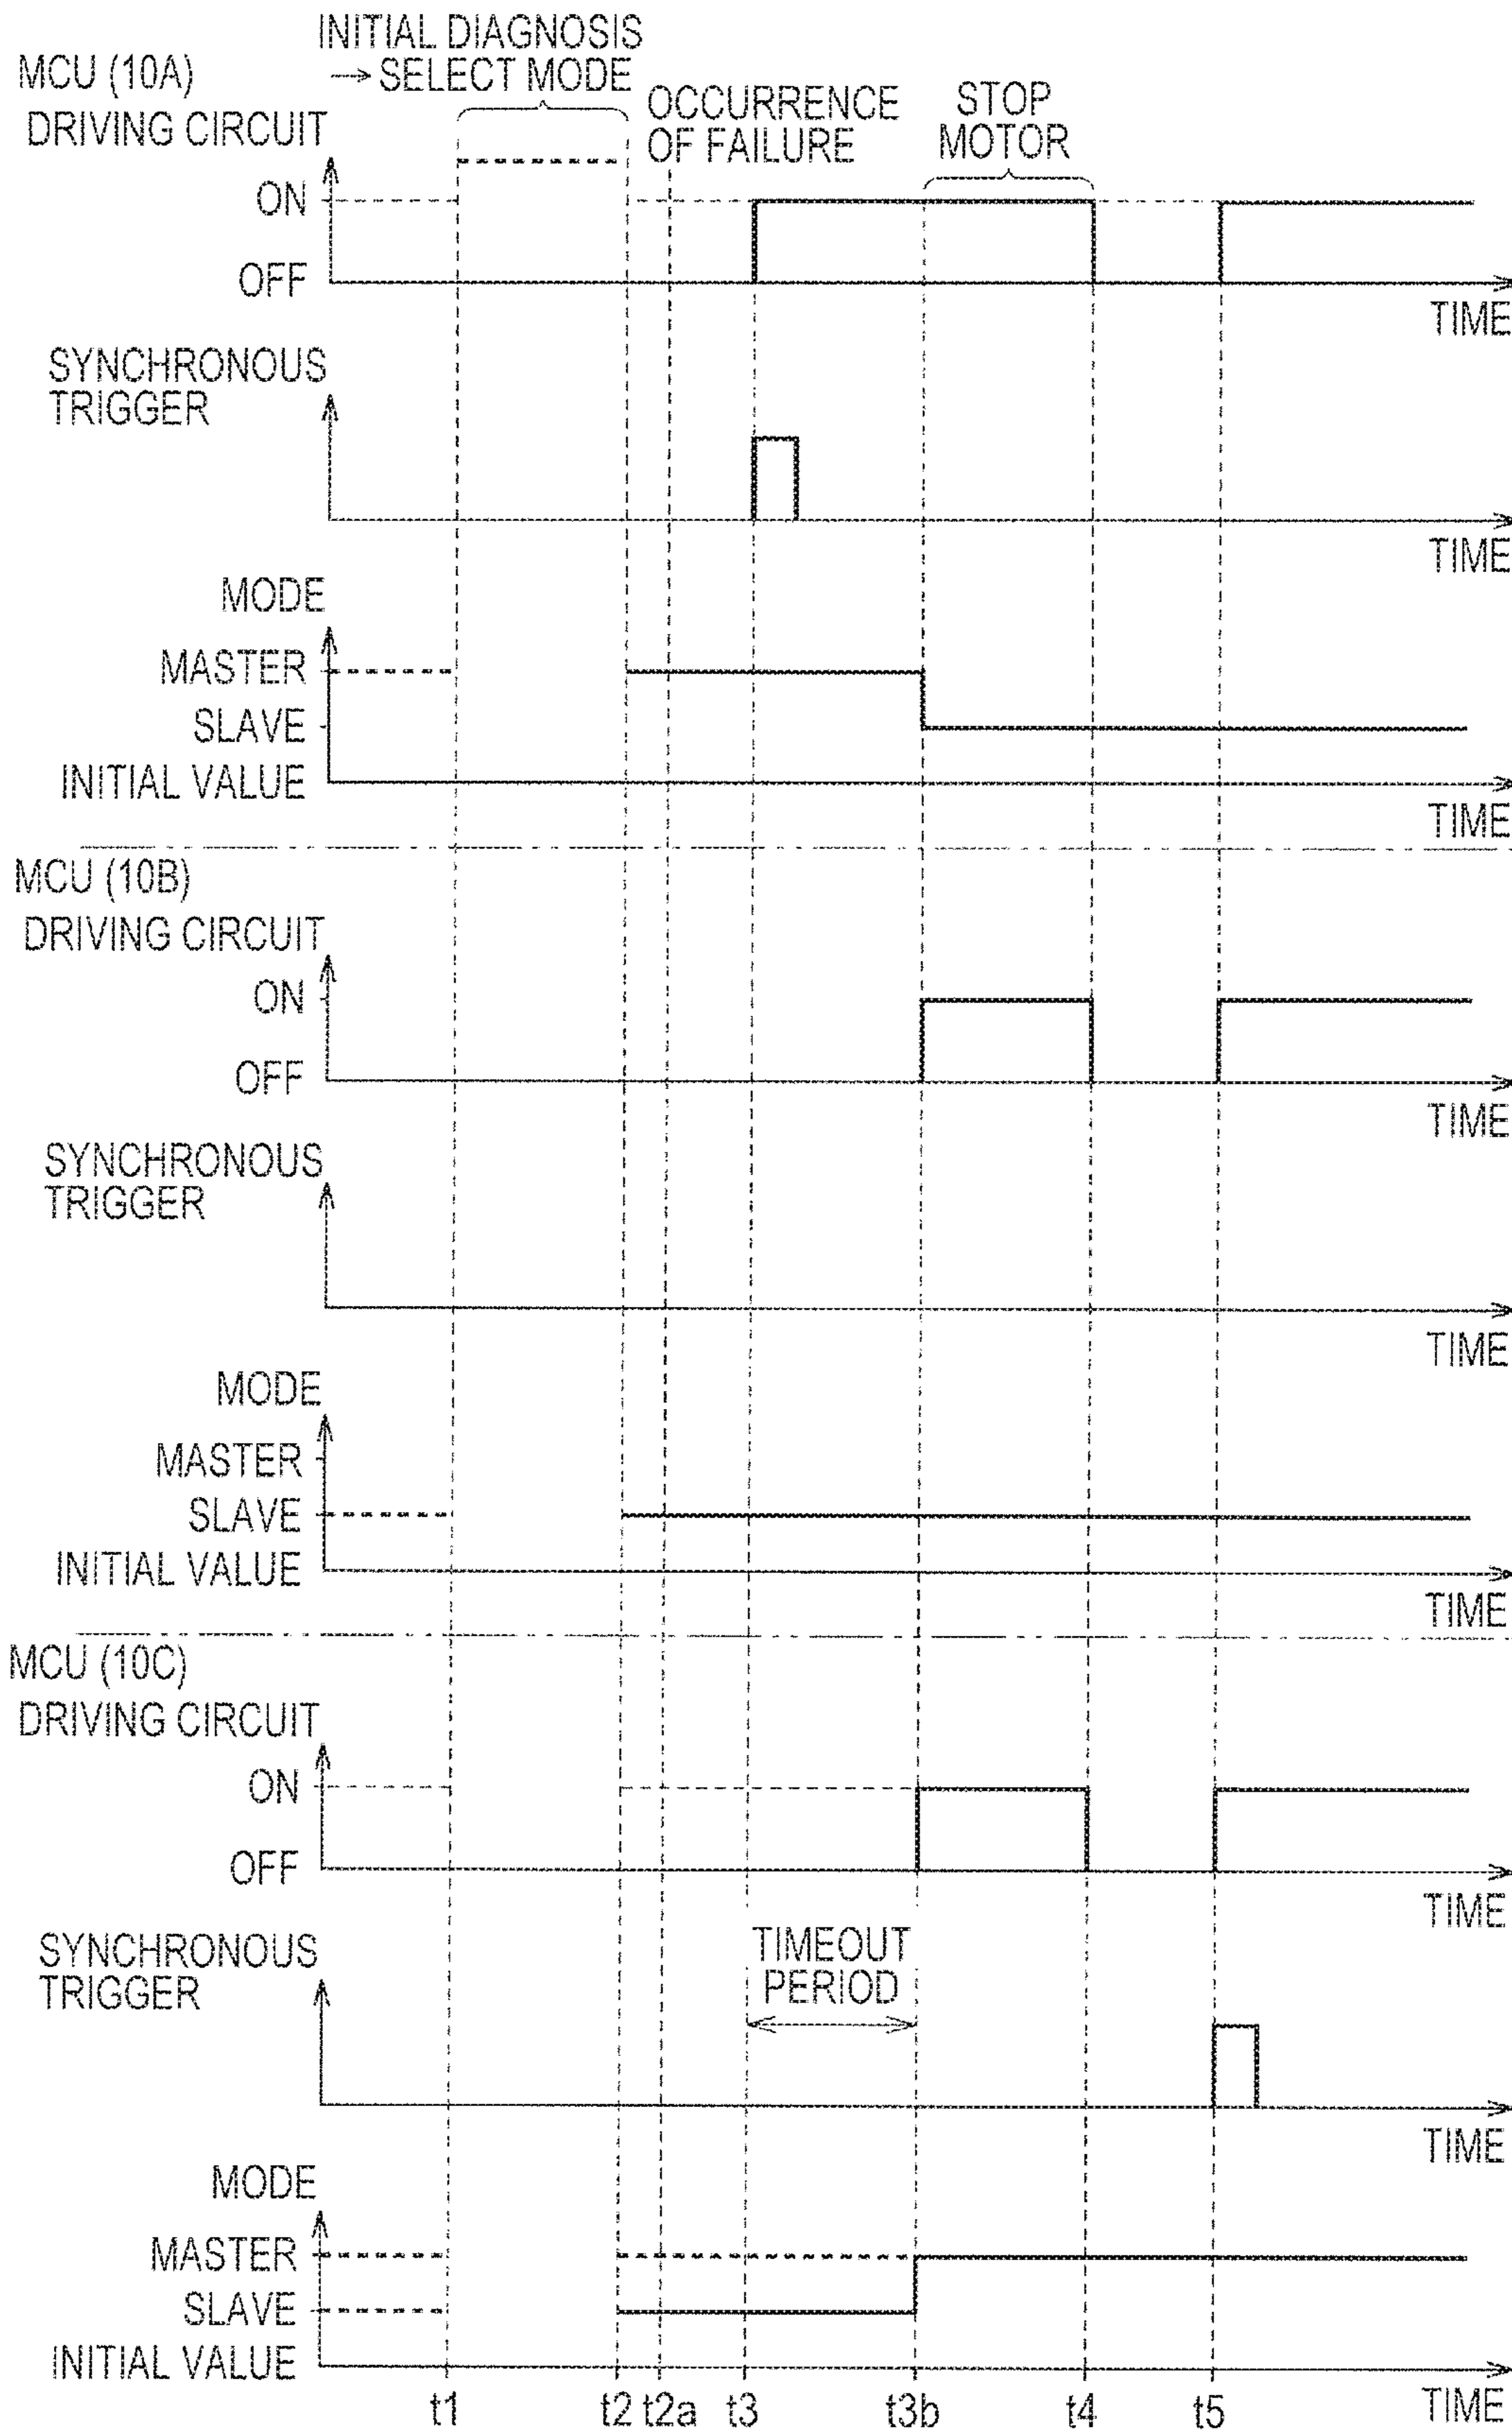 INITIAL DIAGNOSIS
→ SELECT MODE
MCU (10A)
DRIVING CIRCUIT
OCCURRENCE
OF FAILURE
STOP
MOTOR
ON
OFF
TIME
SYNCHRONOUS
TRIGGER
TIME
MODE
MASTER
SLAVE
INITIAL VALUE
TIME
MCU (10B)
DRIVING CIRCUIT
ON
OFF
TIME
SYNCHRONOUS
TRIGGER
TIME
MODE
MASTER
SLAVE
INITIAL VALUE
TIME
MCU (10C)
DRIVING CIRCUIT
ON
OFF
TIME
SYNCHRONOUS
TRIGGER
TIMEOUT
PERIOD
TIME
MODE
MASTER
SLAVE
INITIAL VALUE
t1 t2 t2a t3 t3b t4 t5 TIME